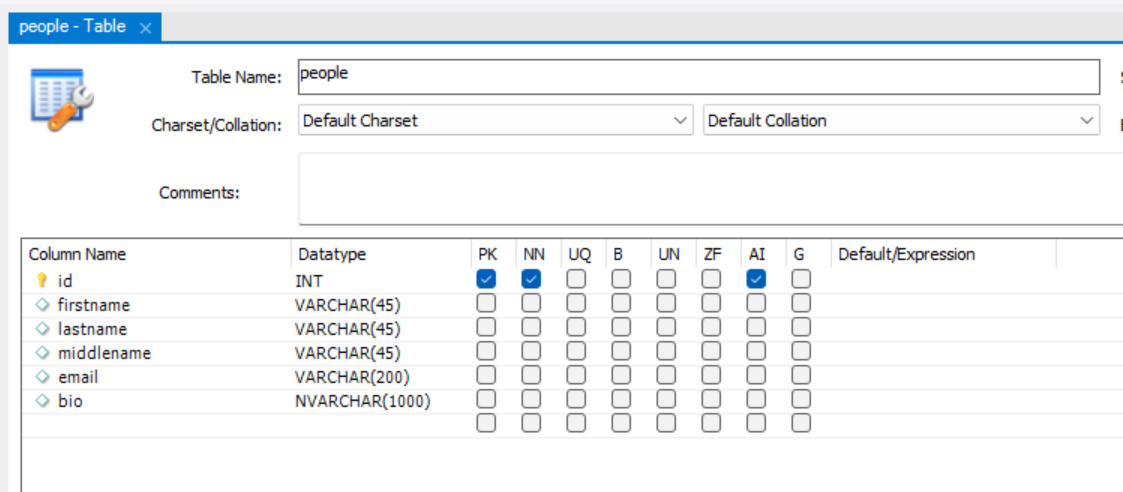 people - Table
Table Name: people
Charset/Collation: Default Charset Default Collation
Comments:
Column Name Datatype PK NN UQ B UN ZF AI G Default/Expression
id INT
firstname VARCHAR(45)
lastname VARCHAR(45)
middlename VARCHAR(45)
email VARCHAR(200)
bio NVARCHAR(1000)